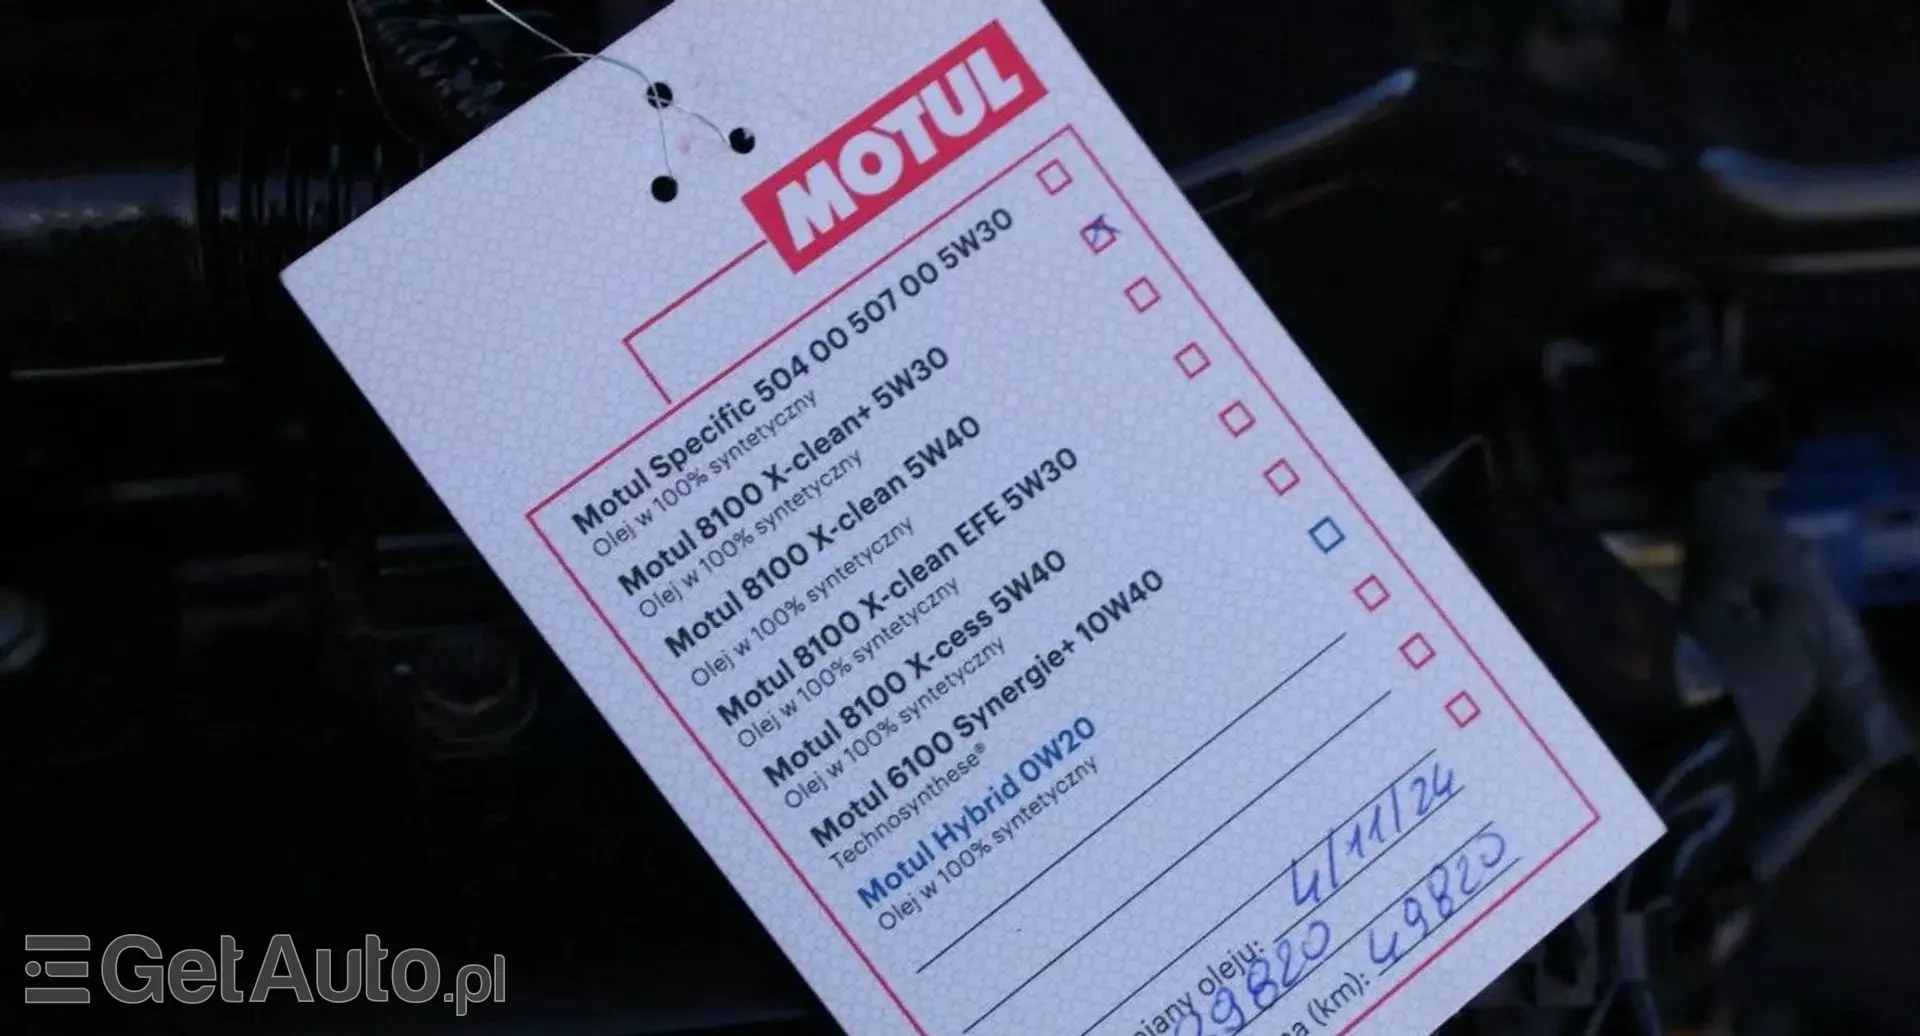 MOTUL
Motul Specific 504 00 507 00 5W30
Olej w 100% syntetyczny
Motul 8100 X-clean+ 5W30
Olej w 100% syntetyczny
Motul 8100 X-clean 5W40
Olej w 100% syntetyczny
Motul 8100 X-clean EFE 5W30
Olej w 100% syntetyczny
Motul 8100 X-cess 5W40
Olej w 100% syntetyczny
Motul 6100 Synergie+ 10W40
Technosynthese®
Motul Hybrid 0W20
Olej w 100% syntetyczny
oleju: 4/11/24
(km): 49820
GetAuto.pl